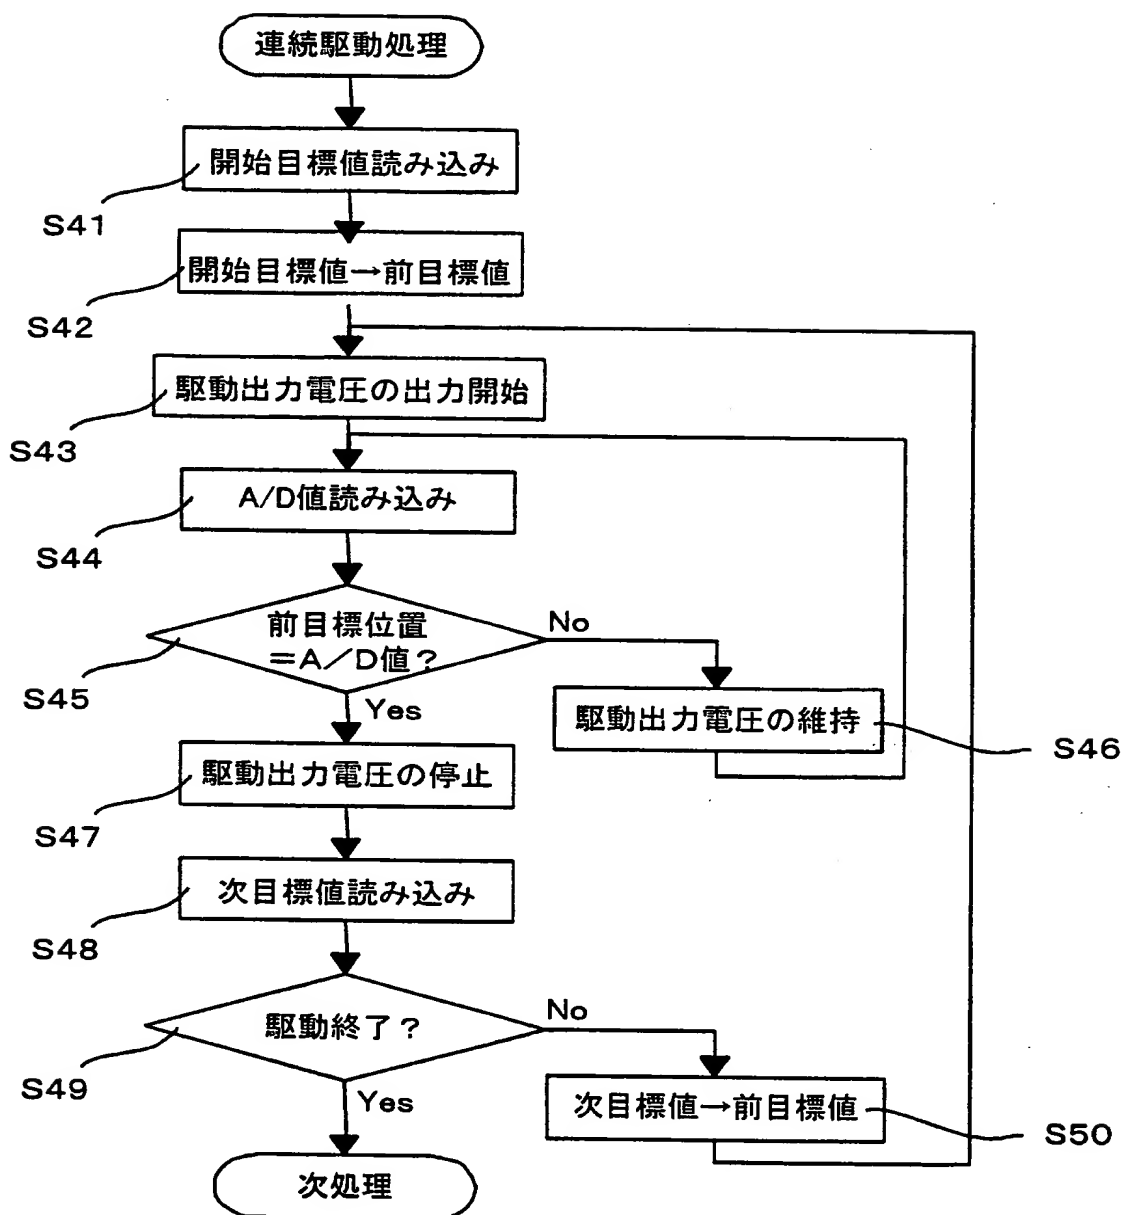 連続駆動処理
開始目標値読み込み
S41
開始目標値→前目標値
S42
駆動出力電圧の出力開始
S43
A/D値読み込み
S44
前目標位置
＝A／D値？
No
S45
Yes
駆動出力電圧の維持
S46
駆動出力電圧の停止
S47
次目標値読み込み
S48
駆動終了？
No
S49
Yes
次目標値→前目標値
S50
次処理